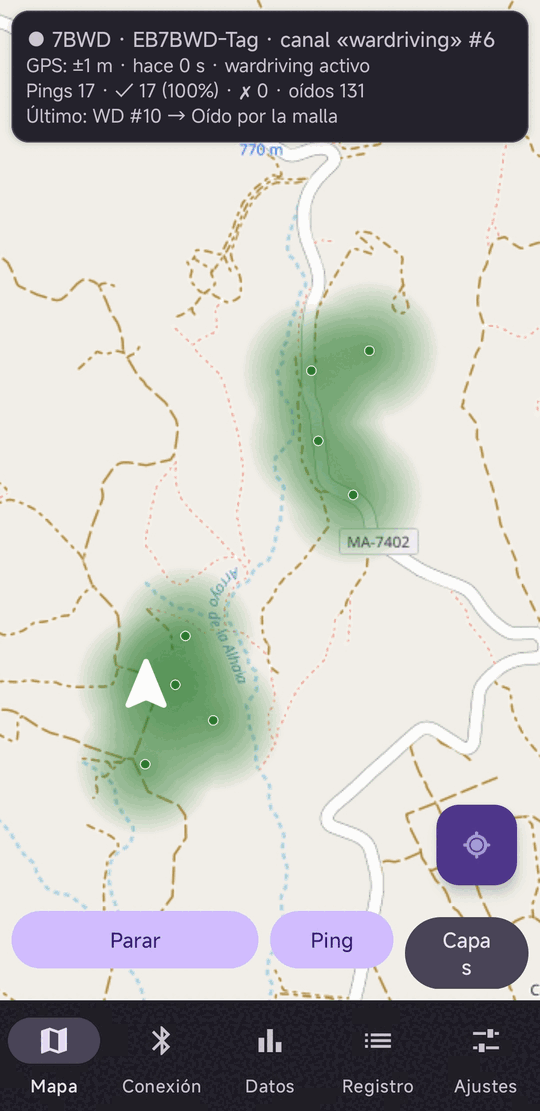 7BWD · EB7BWD-Tag · canal «wardriving» #6
GPS: ±1 m · hace 0 s · wardriving activo
Pings 17 · ✓ 17 (100%) · ✗ 0 · oídos 131
Último: WD #10 → Oído por la malla
770 m
MA-7402
Arroyo de la Alhaja
Parar
Ping
Capa
s
C
Mapa
Conexión
Datos
Registro
Ajustes